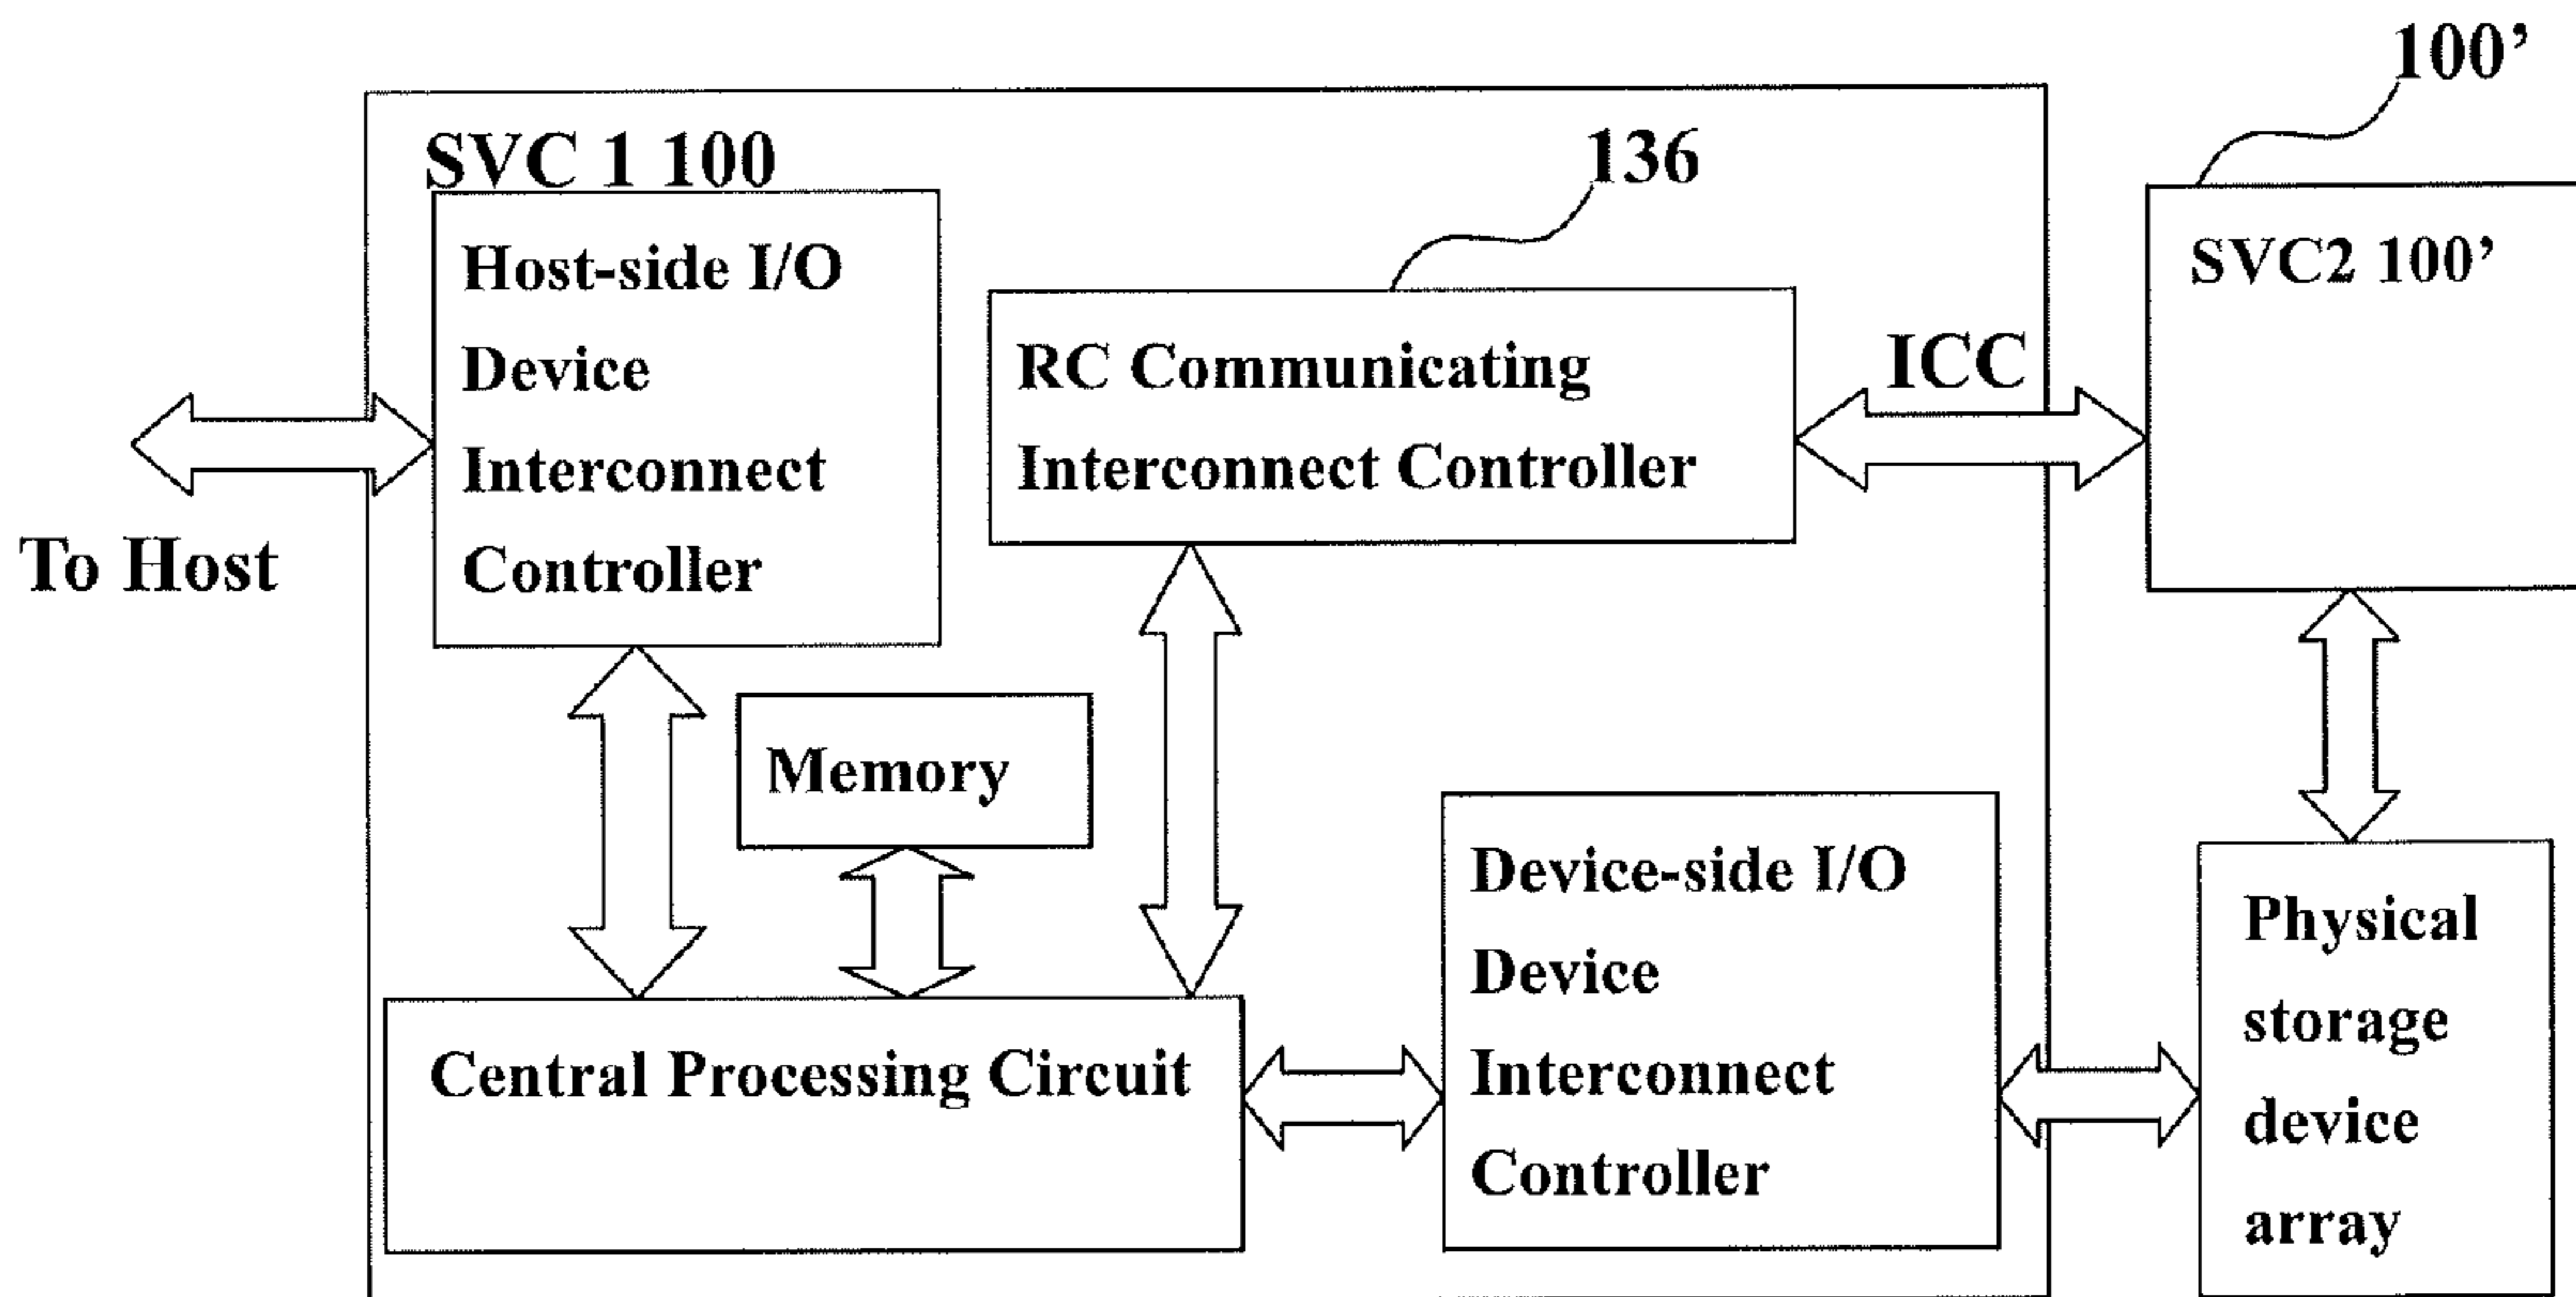 100’
136
SVC 1 100
SVC2 100’
Host-side I/O
Device
Interconnect
Controller
RC Communicating
Interconnect Controller
ICC
To Host
Memory
Central Processing Circuit
Device-side I/O
Device
Interconnect
Controller
Physical
storage
device
array